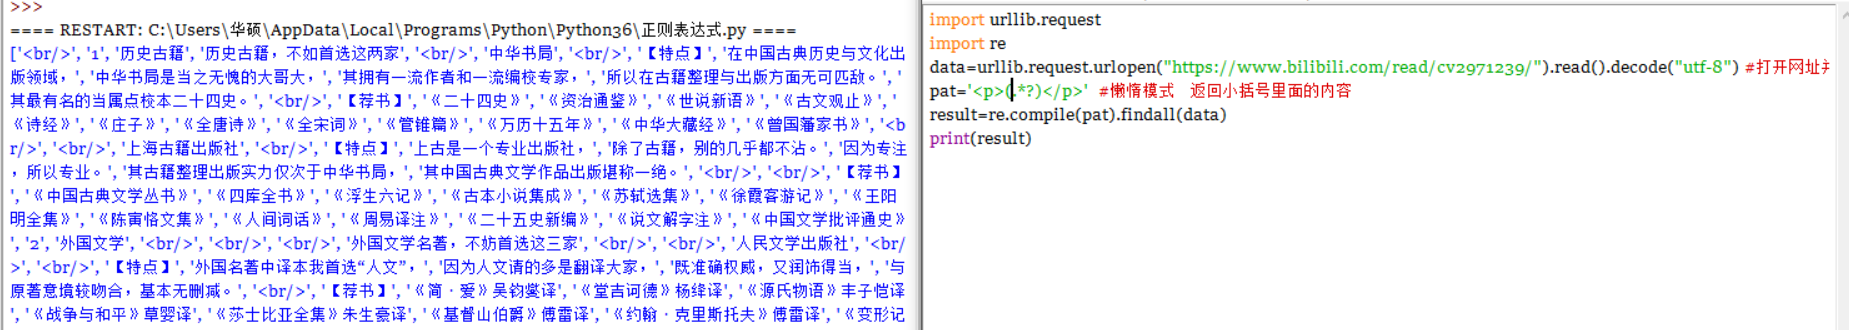 >>>
==== RESTART: C:\Users\华硕\AppData\Local\Programs\Python\Python36\正则表达式.py ====
['<br/>', '1', '历史古籍', '历史古籍，不如首选这两家', '<br/>', '中华书局', '<br/>', '【特点】', '在中国古典历史与文化出
版领域，', '中华书局是当之无愧的大哥大，', '其拥有一流作者和一流编校专家，', '所以在古籍整理与出版方面无可匹敌。', '
其最有名的当属点校本二十四史。', '<br/>', '【荐书】', '《二十四史》', '《资治通鉴》', '《世说新语》', '《古文观止》', '
《诗经》', '《庄子》', '《全唐诗》', '《全宋词》', '《管锥篇》', '《万历十五年》', '《中华大藏经》', '《曾国藩家书》', '<b
r/>', '<br/>', '上海古籍出版社', '<br/>', '【特点】', '上古是一个专业出版社，', '除了古籍，别的几乎都不沾。', '因为专注
，所以专业。', '其古籍整理出版实力仅次于中华书局，', '其中国古典文学作品出版堪称一绝。', '<br/>', '<br/>', '【荐书】
', '《中国古典文学丛书》', '《四库全书》', '《浮生六记》', '《古本小说集成》', '《苏轼选集》', '《徐霞客游记》', '《王阳
明全集》', '《陈寅恪文集》', '《人间词话》', '《周易译注》', '《二十五史新编》', '《说文解字注》', '《中国文学批评通史》
', '2', '外国文学', '<br/>', '<br/>', '<br/>', '外国文学名著，不妨首选这三家', '<br/>', '<br/>', '人民文学出版社', '<br/
>', '<br/>', '【特点】', '外国名著中译本我首选“人文”，', '因为人文请的多是翻译大家，', '既准确权威，又润饰得当，', '与
原著意境较吻合，基本无删减。', '<br/>', '【荐书】', '《简·爱》吴钧燮译', '《堂吉诃德》杨绛译', '《源氏物语》丰子恺译
', '《战争与和平》草婴译', '《莎士比亚全集》朱生豪译', '《基督山伯爵》傅雷译', '《约翰·克里斯托夫》傅雷译', '《变形记
import urllib.request
import re
data=urllib.request.urlopen("https://www.bilibili.com/read/cv2971239/").read().decode("utf-8") #打开网址
pat='<p>(.*?)</p>' #懒惰模式 返回小括号里面的内容
result=re.compile(pat).findall(data)
print(result)